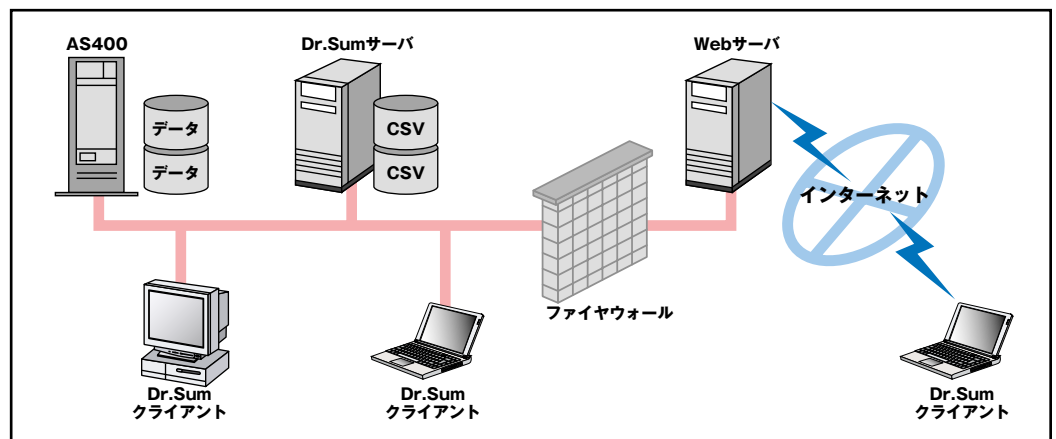 AS400
Dr.Sumサーバ
Webサーバ
データ
データ
CSV
CSV
インターネット
ファイヤウォール
Dr.Sum
クライアント
Dr.Sum
クライアント
Dr.Sum
クライアント